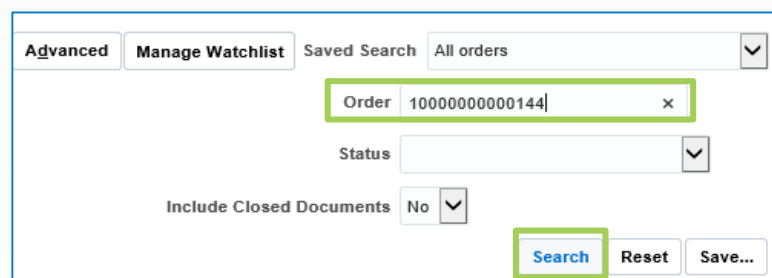 Advanced Manage Watchlist Saved Search All orders
Order 10000000000144 ×
Status
Include Closed Documents No
Search Reset Save...